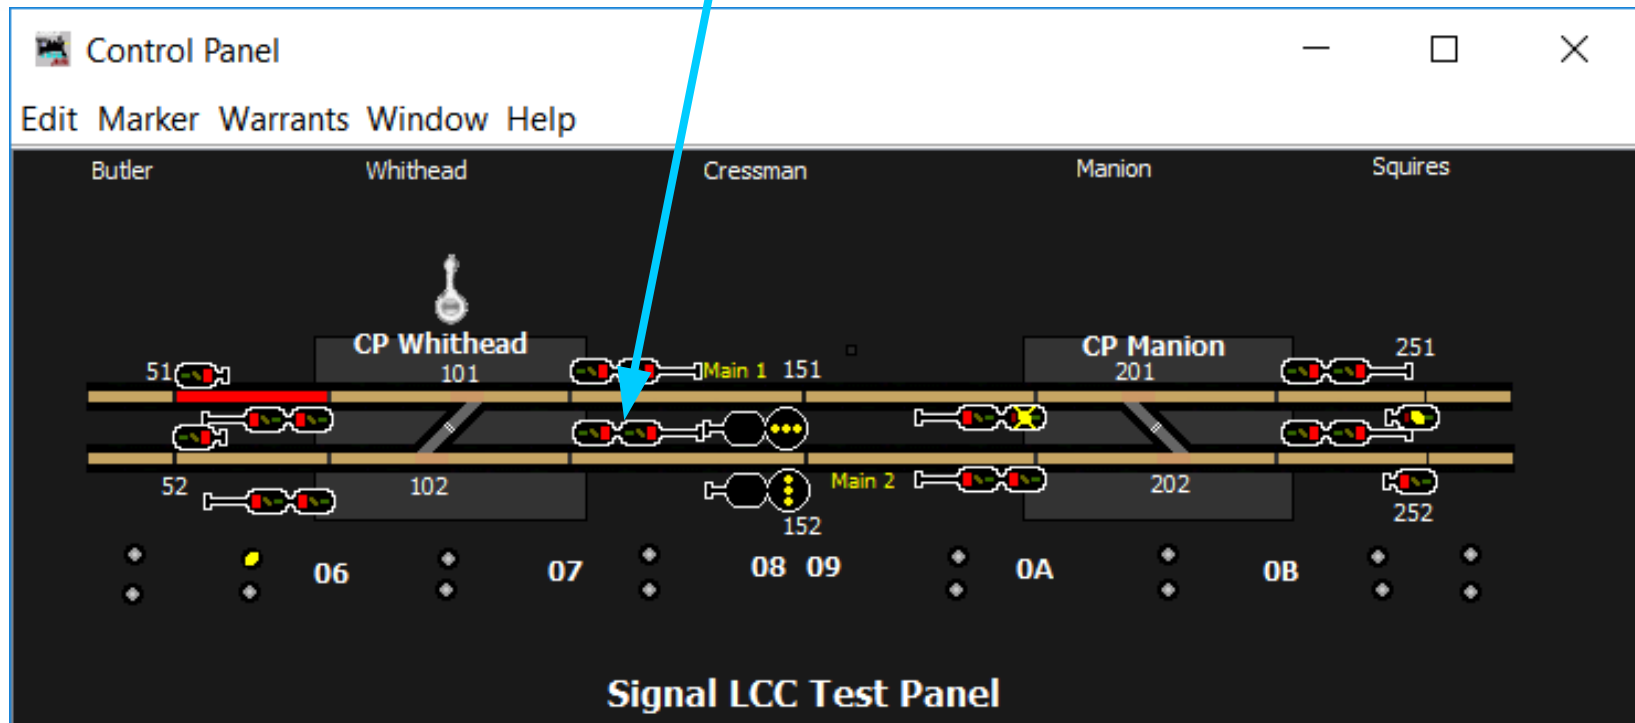 Control Panel
Edit Marker Warrants Window Help
Butler Whithead Cressman Manion Squires
CP Whithead CP Manion
51 101 Main 1 151 201 251
52 102 Main 2 152 202 252
06 07 08 09 0A 0B
Signal LCC Test Panel